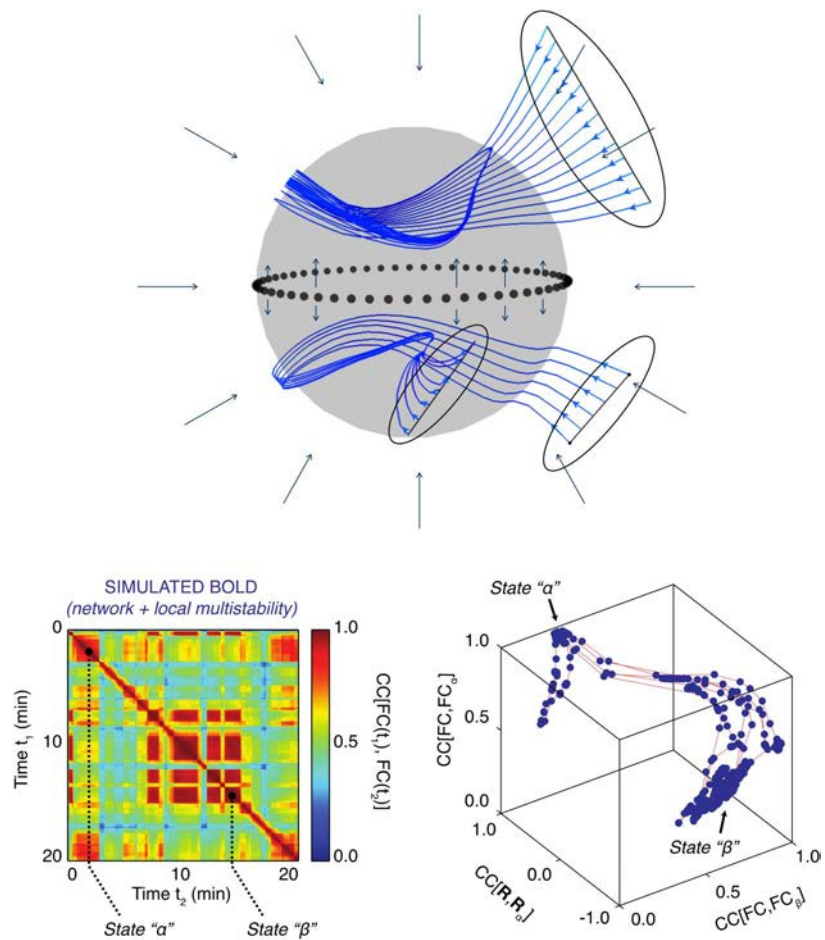 SIMULATED BOLD
(network + local multistability)
0
10
20
Time t1 (min)
0
10
20
Time t2 (min)
State "α"
State "β"
1.0
0.5
0.0
CC[FC(t1), FC(t2)]
State "α"
1.0
0.5
0.0
CC[FC,FCα]
1.0
0.0
-1.0
CC[R,Rα]
0.0
0.5
1.0
CC[FC,FCβ]
State "β"